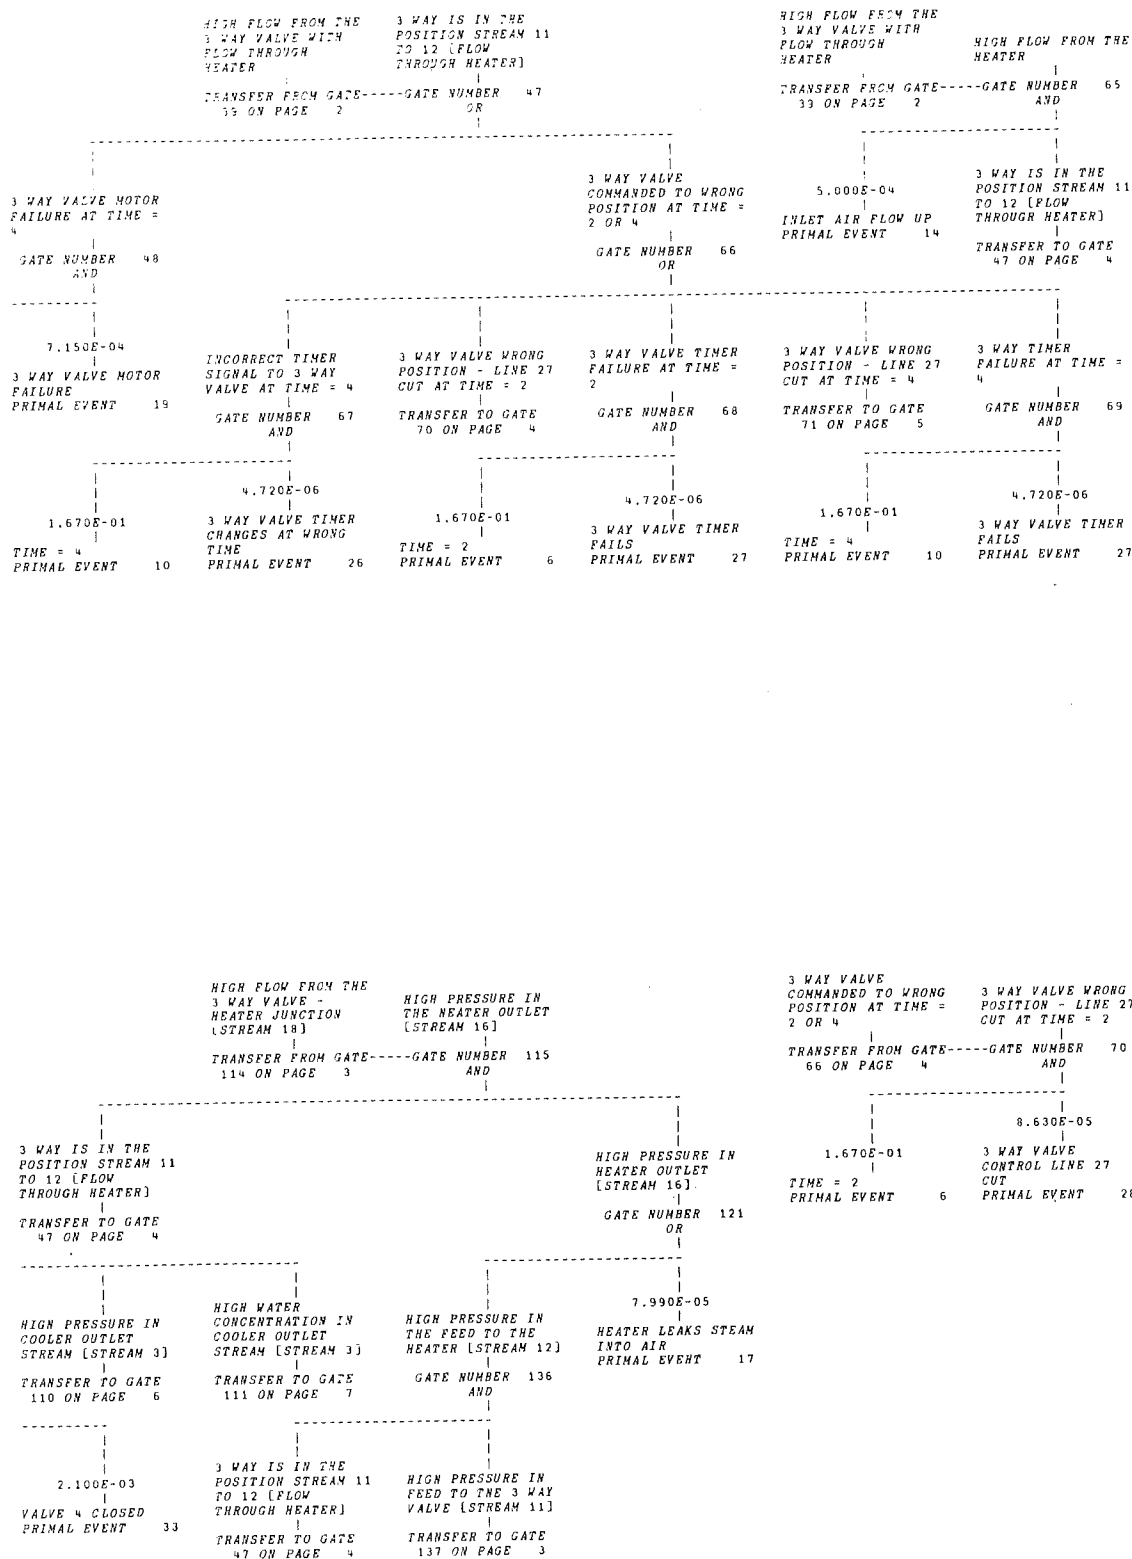 HIGH FLOW FROM THE
3 WAY VALVE WITH
FLOW THROUGH
HEATER
TRANSFER FROM GATE-----GATE NUMBER 47
39 ON PAGE 2
OR
3 WAY IS IN THE
POSITION STREAM 11
TO 12 [FLOW
THROUGH HEATER]
HIGH FLOW FROM THE
3 WAY VALVE WITH
FLOW THROUGH
HEATER
HIGH FLOW FROM THE
HEATER
TRANSFER FROM GATE-----GATE NUMBER 65
39 ON PAGE 2
AND
3 WAY VALVE MOTOR
FAILURE AT TIME =
4
GATE NUMBER 48
AND
3 WAY VALVE
COMMANDED TO WRONG
POSITION AT TIME =
2 OR 4
GATE NUMBER 66
OR
5.000E-04
INLET AIR FLOW UP
PRIMAL EVENT 14
3 WAY IS IN THE
POSITION STREAM 11
TO 12 [FLOW
THROUGH HEATER]
TRANSFER TO GATE
47 ON PAGE 4
7.150E-04
3 WAY VALVE MOTOR
FAILURE
PRIMAL EVENT 19
INCORRECT TIMER
SIGNAL TO 3 WAY
VALVE AT TIME = 4
GATE NUMBER 67
AND
3 WAY VALVE WRONG
POSITION - LINE 27
CUT AT TIME = 2
TRANSFER TO GATE
70 ON PAGE 4
3 WAY VALVE TIMER
FAILURE AT TIME =
2
GATE NUMBER 68
AND
3 WAY VALVE WRONG
POSITION - LINE 27
CUT AT TIME = 4
TRANSFER TO GATE
71 ON PAGE 5
3 WAY TIMER
FAILURE AT TIME =
4
GATE NUMBER 69
AND
1.670E-01
TIME = 4
PRIMAL EVENT 10
4.720E-06
3 WAY VALVE TIMER
CHANGES AT WRONG
TIME
PRIMAL EVENT 26
1.670E-01
TIME = 2
PRIMAL EVENT 6
4.720E-06
3 WAY VALVE TIMER
FAILS
PRIMAL EVENT 27
1.670E-01
TIME = 4
PRIMAL EVENT 10
4.720E-06
3 WAY VALVE TIMER
FAILS
PRIMAL EVENT 27
HIGH FLOW FROM THE
3 WAY VALVE -
HEATER JUNCTION
[STREAM 18]
HIGH PRESSURE IN
THE HEATER OUTLET
[STREAM 16]
TRANSFER FROM GATE-----GATE NUMBER 115
114 ON PAGE 3
AND
3 WAY VALVE
COMMANDED TO WRONG
POSITION AT TIME =
2 OR 4
3 WAY VALVE WRONG
POSITION - LINE 27
CUT AT TIME = 2
TRANSFER FROM GATE-----GATE NUMBER 70
66 ON PAGE 4
AND
3 WAY IS IN THE
POSITION STREAM 11
TO 12 [FLOW
THROUGH HEATER]
TRANSFER TO GATE
47 ON PAGE 4
HIGH PRESSURE IN
HEATER OUTLET
[STREAM 16]
GATE NUMBER 121
OR
1.670E-01
TIME = 2
PRIMAL EVENT 6
8.630E-05
3 WAY VALVE
CONTROL LINE 27
CUT
PRIMAL EVENT 28
HIGH PRESSURE IN
COOLER OUTLET
STREAM [STREAM 3]
TRANSFER TO GATE
110 ON PAGE 6
HIGH WATER
CONCENTRATION IN
COOLER OUTLET
STREAM [STREAM 3]
TRANSFER TO GATE
111 ON PAGE 7
HIGH PRESSURE IN
THE FEED TO THE
HEATER [STREAM 12]
GATE NUMBER 136
AND
7.990E-05
HEATER LEAKS STEAM
INTO AIR
PRIMAL EVENT 17
2.100E-03
VALVE 4 CLOSED
PRIMAL EVENT 33
3 WAY IS IN THE
POSITION STREAM 11
TO 12 [FLOW
THROUGH HEATER]
TRANSFER TO GATE
47 ON PAGE 4
HIGH PRESSURE IN
FEED TO THE 3 WAY
VALVE [STREAM 11]
TRANSFER TO GATE
137 ON PAGE 3